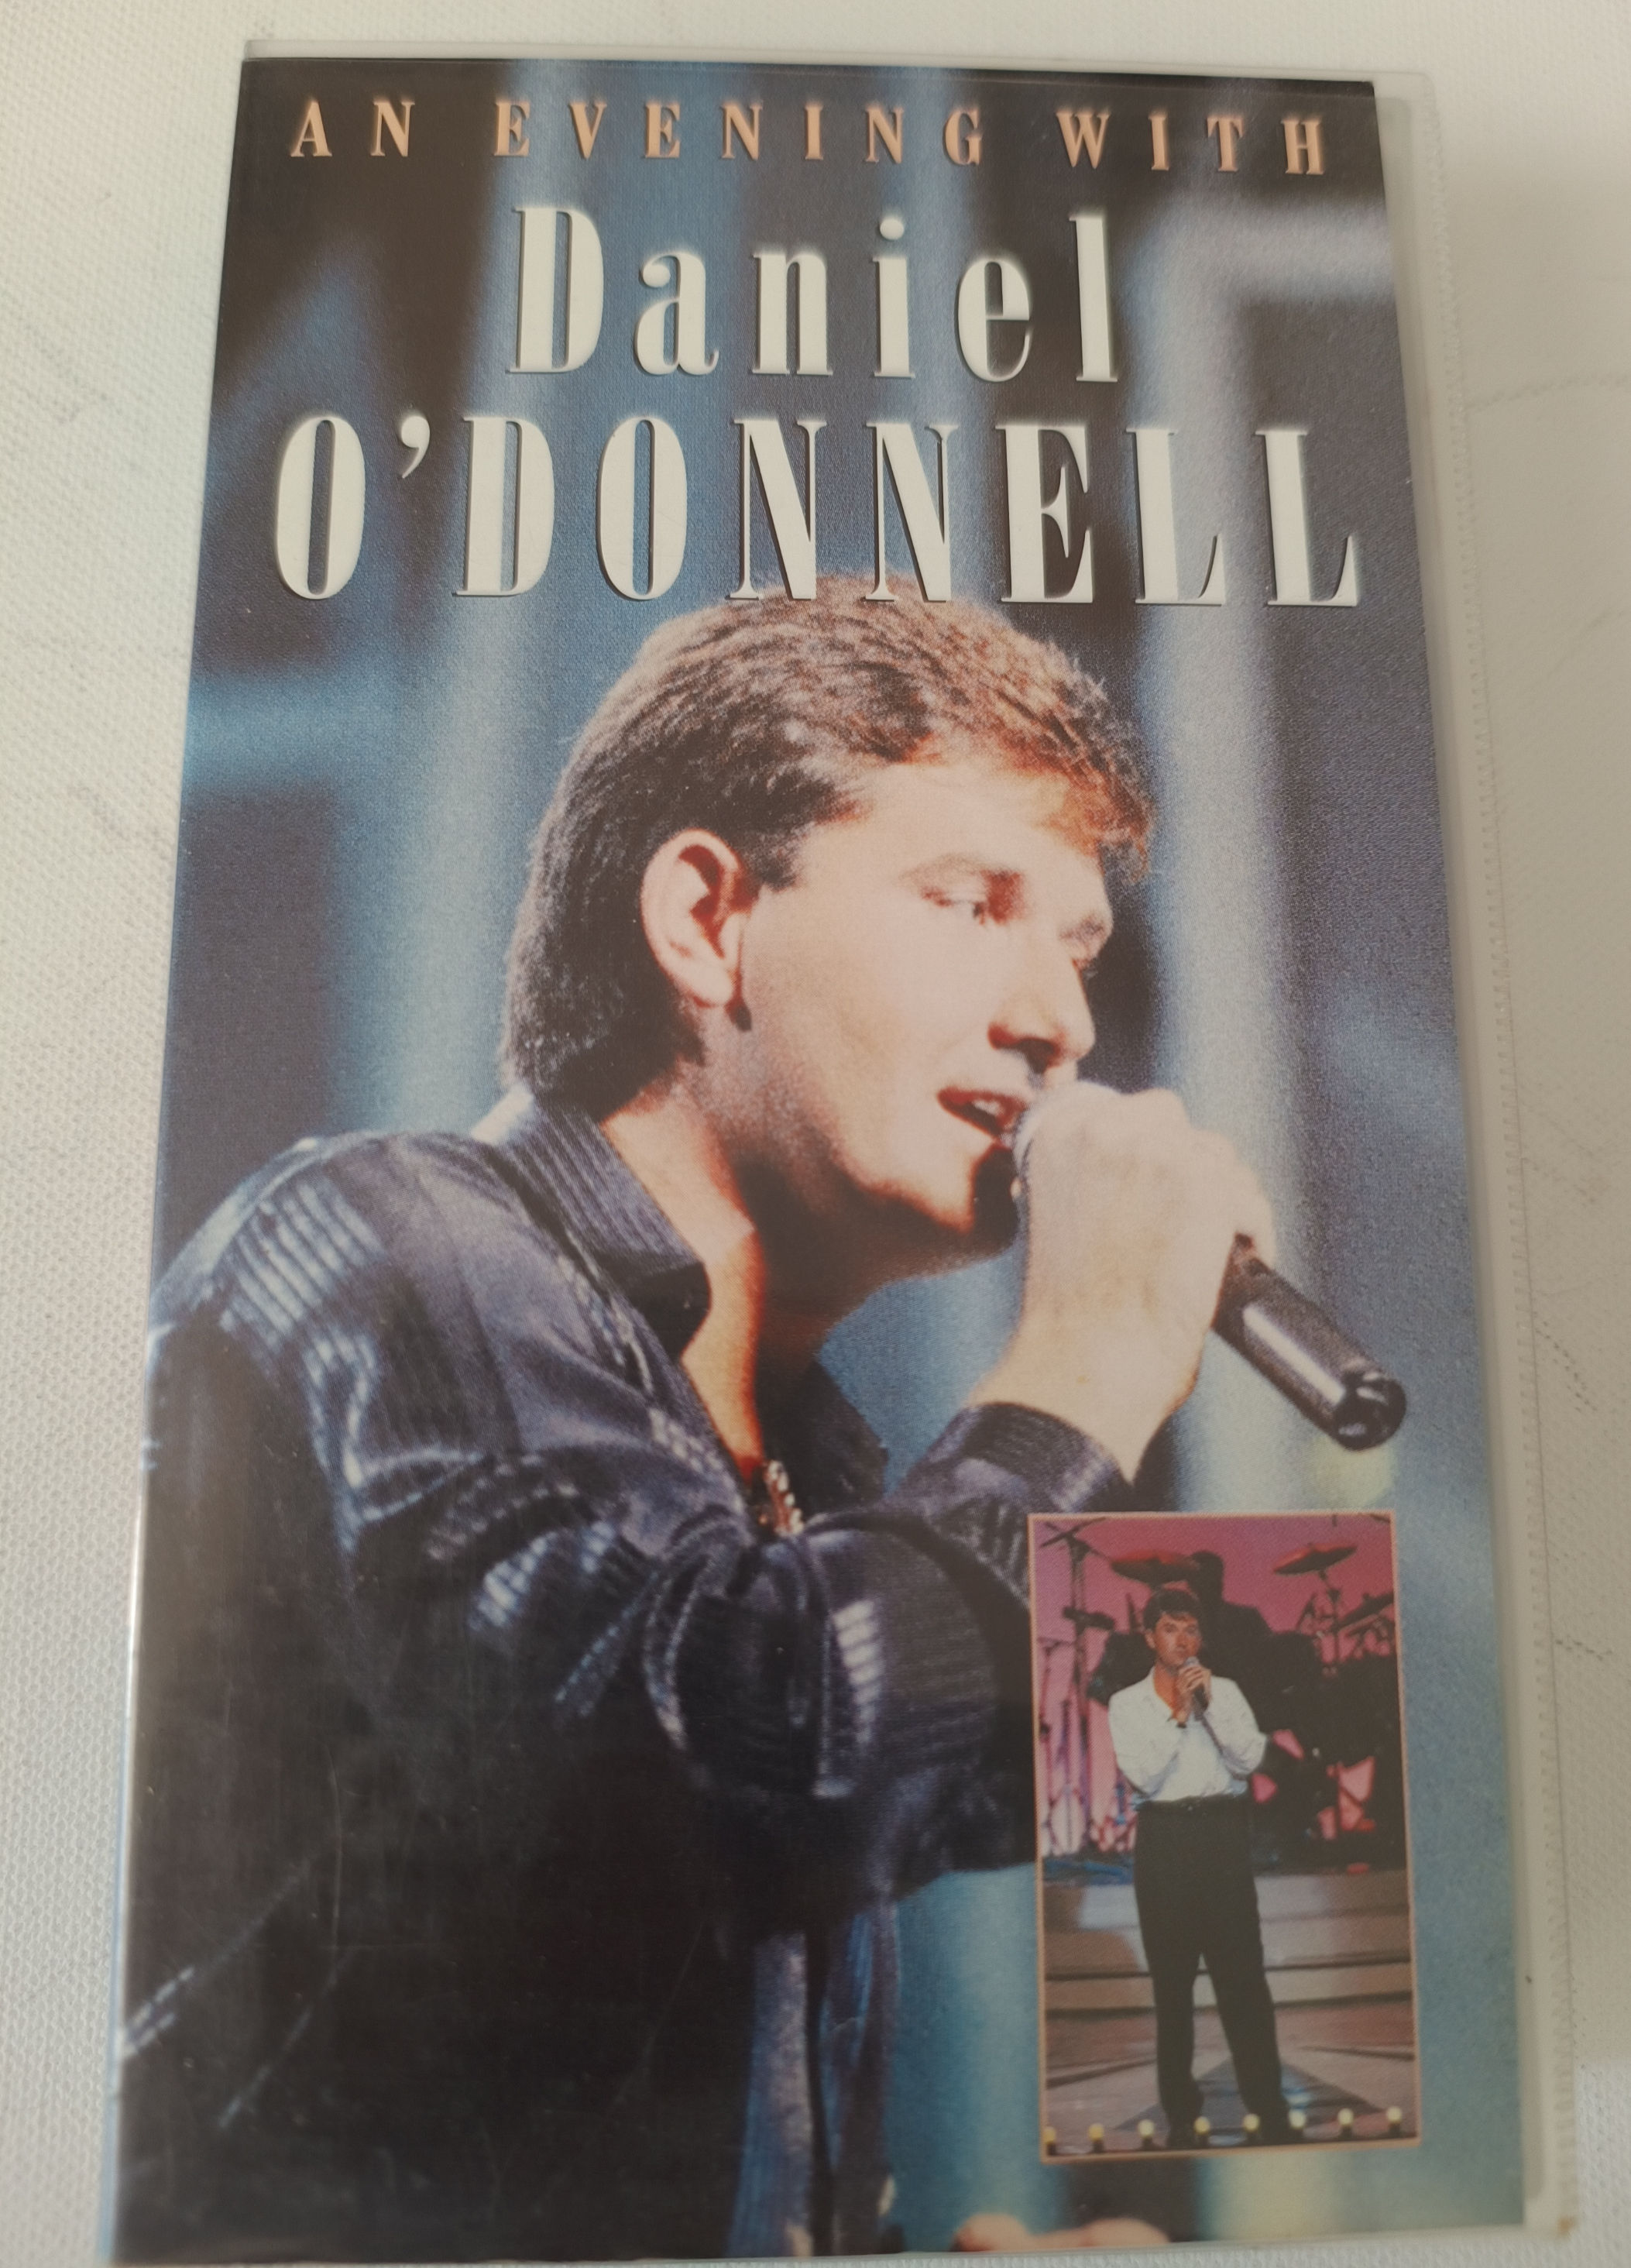 AN EVENING WITH
Daniel
O’DONNELL